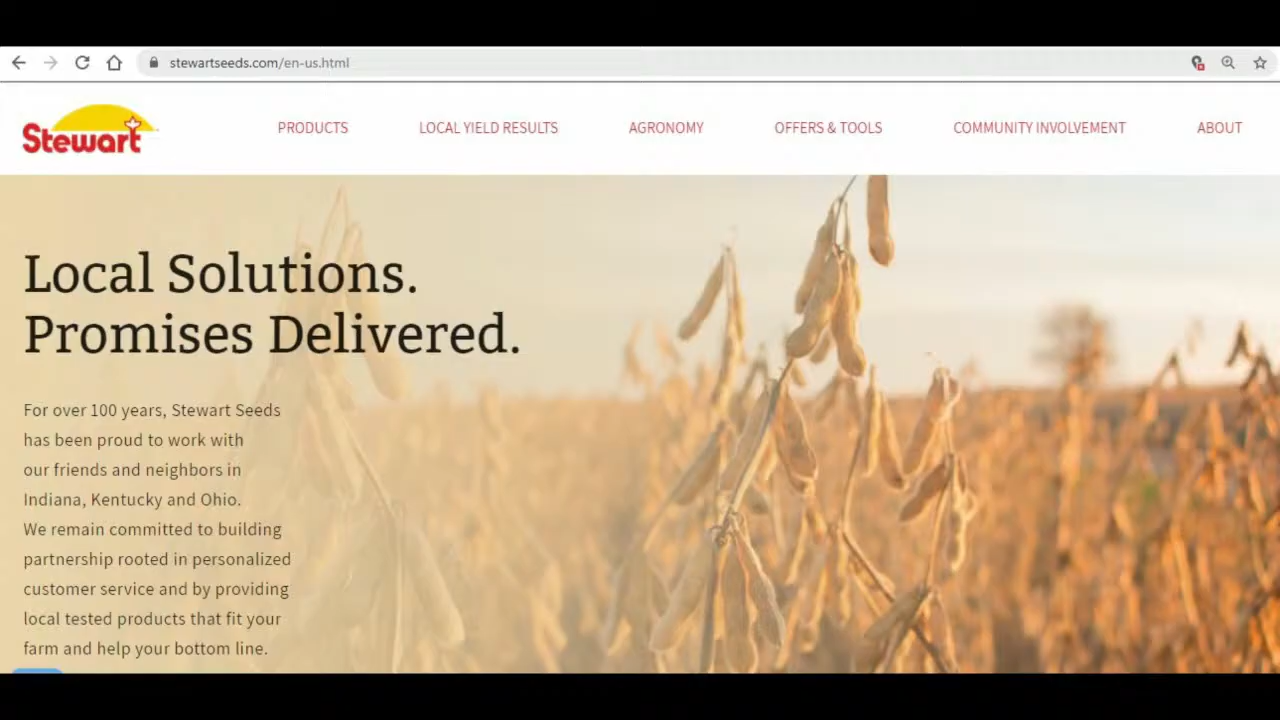 stewartseeds.com/en-us.html
Stewart
PRODUCTS
LOCAL YIELD RESULTS
AGRONOMY
OFFERS & TOOLS
COMMUNITY INVOLVEMENT
ABOUT
Local Solutions.
Promises Delivered.
For over 100 years, Stewart Seeds
has been proud to work with
our friends and neighbors in
Indiana, Kentucky and Ohio.
We remain committed to building
partnership rooted in personalized
customer service and by providing
local tested products that fit your
farm and help your bottom line.